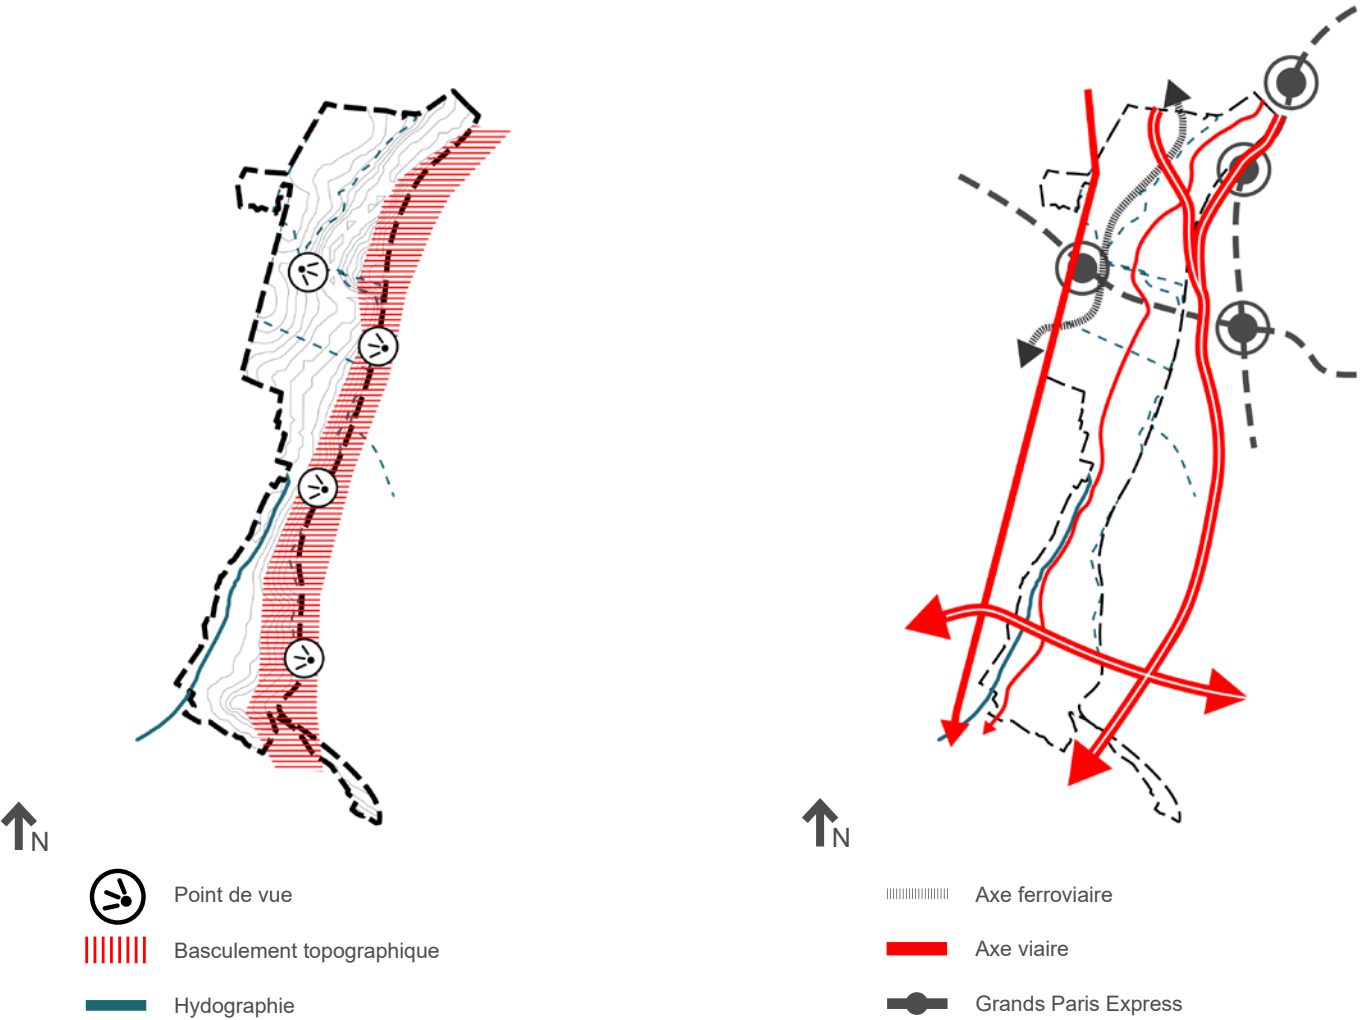 N
N
Point de vue
Basculement topographique
Hydographie
Axe ferroviaire
Axe viaire
Grands Paris Express